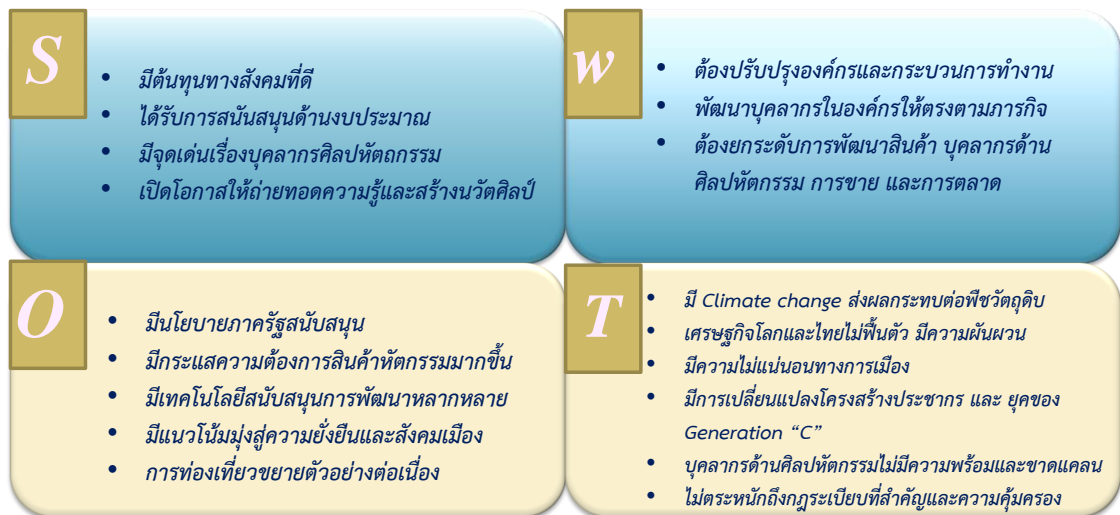 S
• มีต้นทุนทางสังคมที่ดี
• ได้รับการสนันสนุนด้านงบประมาณ
• มีจุดเด่นเรื่องบุคลากรศิลปหัตถกรรม
• เปิดโอกาสให้ถ่ายทอดความรู้และสร้างนวัตศิลป์
w
• ต้องปรับปรุงองค์กรและกระบวนการทำงาน
• พัฒนาบุคลากรในองค์กรให้ตรงตามภารกิจ
• ต้องยกระดับการพัฒนาสินค้า บุคลากรด้าน
ศิลปหัตกรรม การขาย และการตลาด
O
• มีนโยบายภาครัฐสนับสนุน
• มีกระแสความต้องการสินค้าหัตกรรมมากขึ้น
• มีเทคโนโลยีสนับสนุนการพัฒนาหลากหลาย
• มีแนวโน้มมุ่งสู่ความยั่งยืนและสังคมเมือง
• การท่องเที่ยวขยายตัวอย่างต่อเนื่อง
T
• มี Climate change ส่งผลกระทบต่อพืชวัตถุดิบ
• เศรษฐกิจโลกและไทยไม่ฟื้นตัว มีความผันผวน
• มีความไม่แน่นอนทางการเมือง
• มีการเปลี่ยนแปลงโครงสร้างประชากร และ ยุคของ
Generation “C”
• บุคลากรด้านศิลปหัตกรรมไม่มีความพร้อมและขาดแคลน
• ไม่ตระหนักถึงกฎระเบียบที่สำคัญและความคุ้มครอง